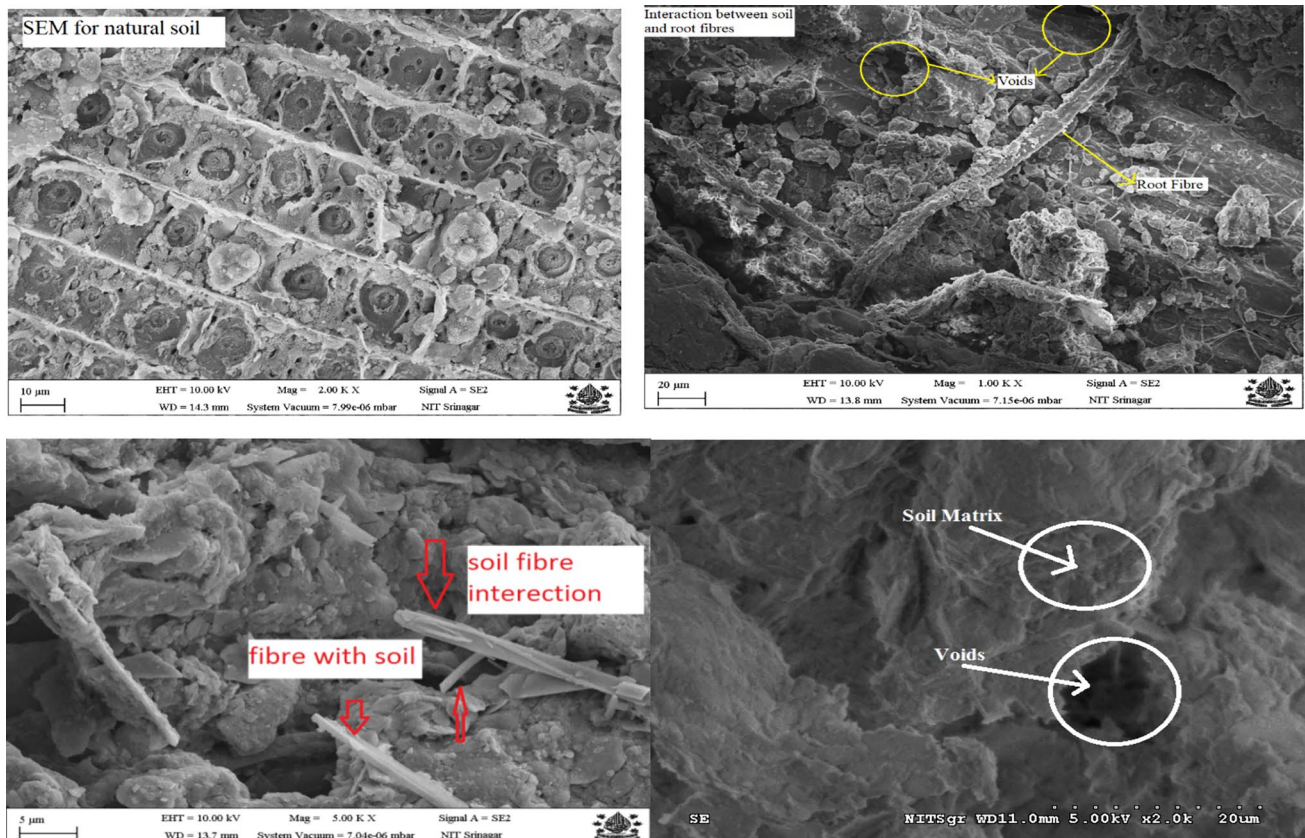 SEM for natural soil
10 µm
EHT = 10.00 kV Mag = 2.00 K X Signal A = SE2
WD = 14.3 mm System Vacuum = 7.99e-06 mbar NIT Srinagar
Interaction between soil
and root fibres
Voids
Root Fibre
20 µm
EHT = 10.00 kV Mag = 1.00 K X Signal A = SE2
WD = 13.8 mm System Vacuum = 7.15e-06 mbar NIT Srinagar
soil fibre
interection
fibre with soil
5 µm
EHT = 10.00 kV Mag = 5.00 K X Signal A = SE2
WD = 13.7 mm System Vacuum = 7.04e-06 mbar NIT Srinagar
Soil Matrix
Voids
SE NITSgr WD11.0mm 5.00kV x2.0k 20um